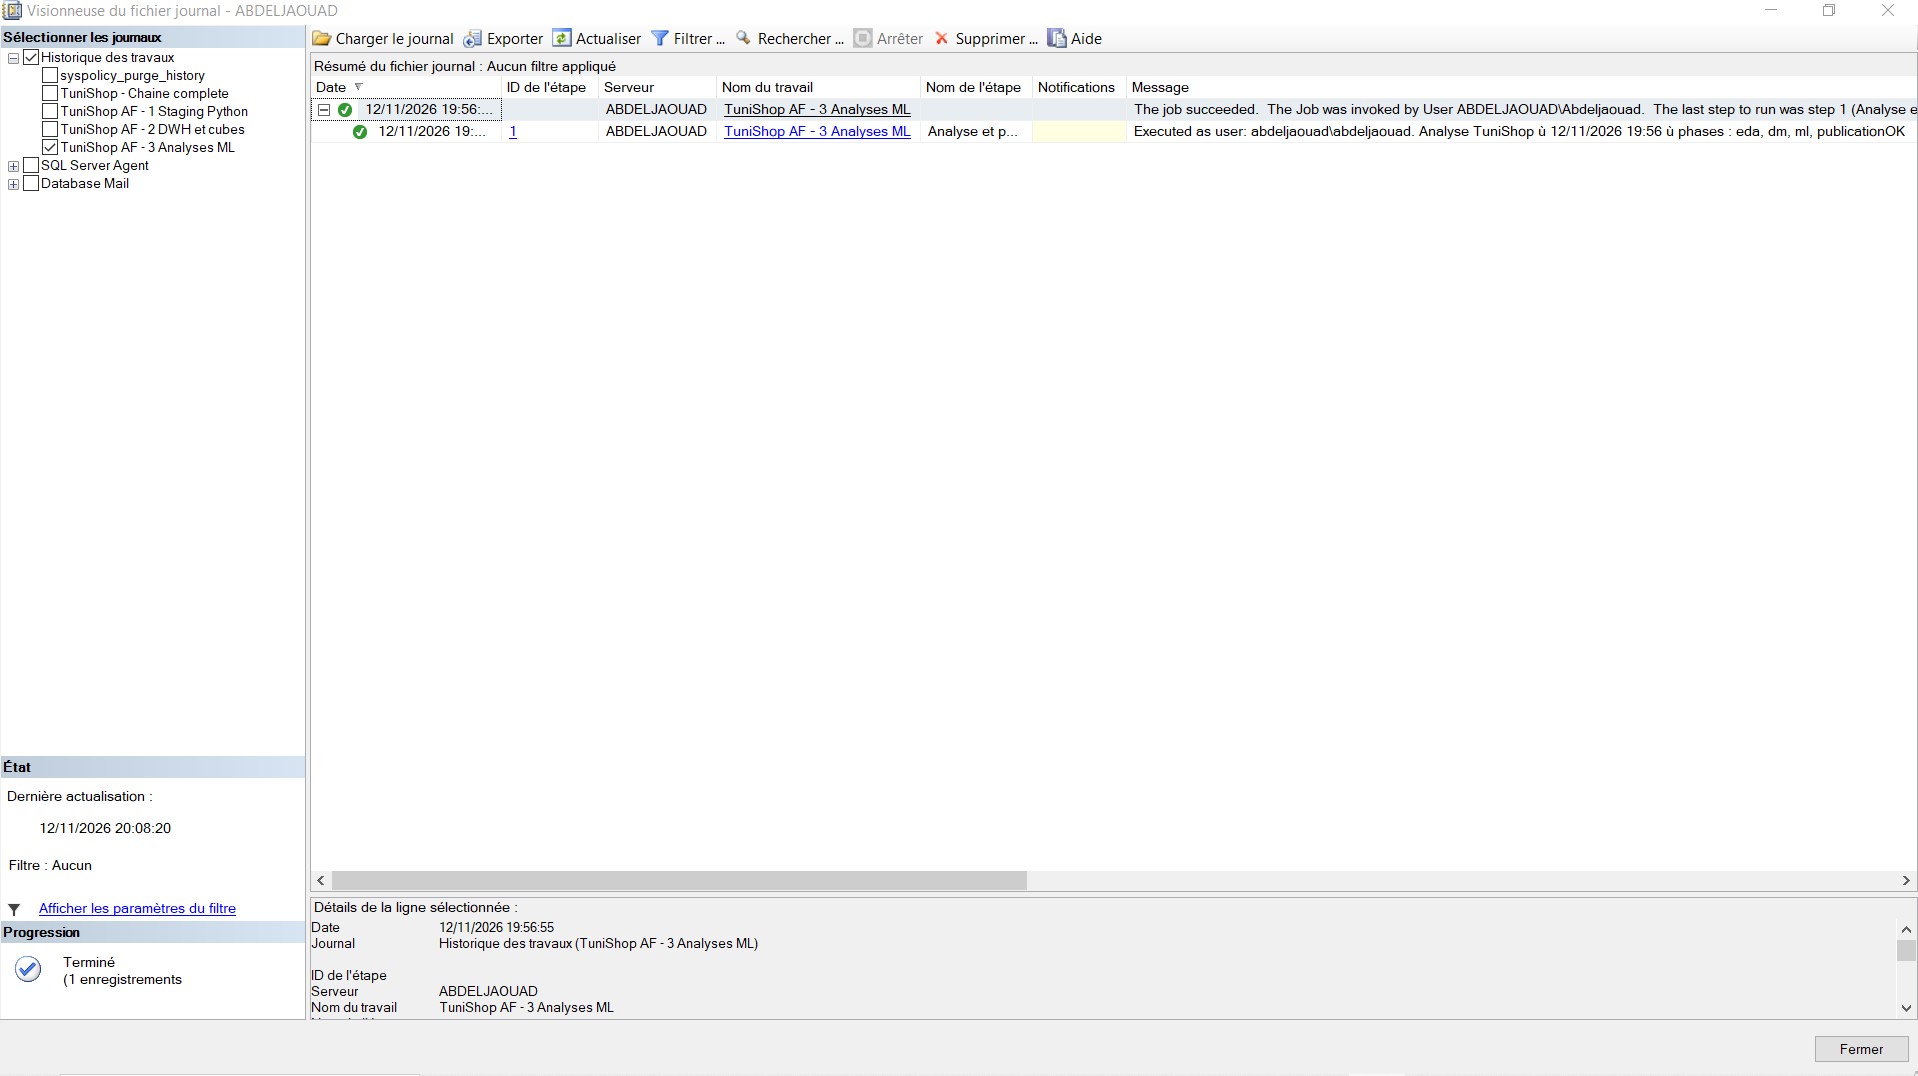 Visionneuse du fichier journal - ABDELJAOUAD
Sélectionner les journaux
Historique des travaux
syspolicy_purge_history
TuniShop - Chaine complete
TuniShop AF - 1 Staging Python
TuniShop AF - 2 DWH et cubes
TuniShop AF - 3 Analyses ML
SQL Server Agent
Database Mail
Charger le journal Exporter Actualiser Filtrer ... Rechercher ... Arrêter Supprimer ... Aide
Résumé du fichier journal : Aucun filtre appliqué
Date ID de l'étape Serveur Nom du travail Nom de l'étape Notifications Message
12/11/2026 19:56:... ABDELJAOUAD TuniShop AF - 3 Analyses ML The job succeeded. The Job was invoked by User ABDELJAOUAD\Abdeljaouad. The last step to run was step 1 (Analyse e
12/11/2026 19:... 1 ABDELJAOUAD TuniShop AF - 3 Analyses ML Analyse et p... Executed as user: abdeljaouad\abdeljaouad. Analyse TuniShop ù 12/11/2026 19:56 ù phases : eda, dm, ml, publicationOK
État
Dernière actualisation :
12/11/2026 20:08:20
Filtre : Aucun
Afficher les paramètres du filtre
Progression
Terminé
(1 enregistrements
Détails de la ligne sélectionnée :
Date 12/11/2026 19:56:55
Journal Historique des travaux (TuniShop AF - 3 Analyses ML)
ID de l'étape
Serveur ABDELJAOUAD
Nom du travail TuniShop AF - 3 Analyses ML
Fermer